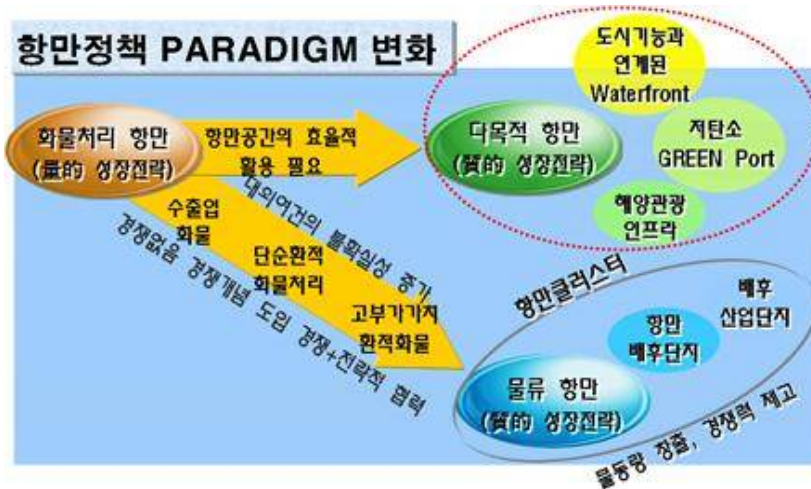 항만정책 PARADIGM 변화
도시기능과
연계된
Waterfront
화물처리 항만
(量的 성장전략)
항만공간의 효율적
활용 필요
다목적 항만
(質的 성장전략)
저탄소
GREEN Port
해양관광
인프라
대외여건의 불확실성 증가
수출입
화물
단순환적
화물처리
고부가가치
환적화물
경쟁없음 경쟁개념 도입 경쟁+전략적 협력
항만클러스터
배후
산업단지
항만
배후단지
물류 항만
(質的 성장전략)
물동량 창출, 경쟁력 제고